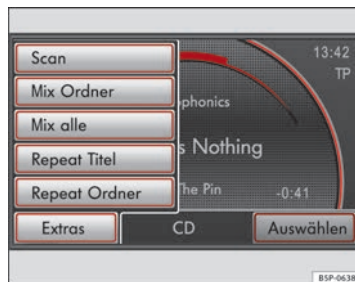 Scan
13:42
Mix Ordner
TP
phonics
Mix alle
s Nothing
Repeat Titel
Repeat Ordner
The Pin
-0:41
Extras
CD
Auswählen
B5P-0638